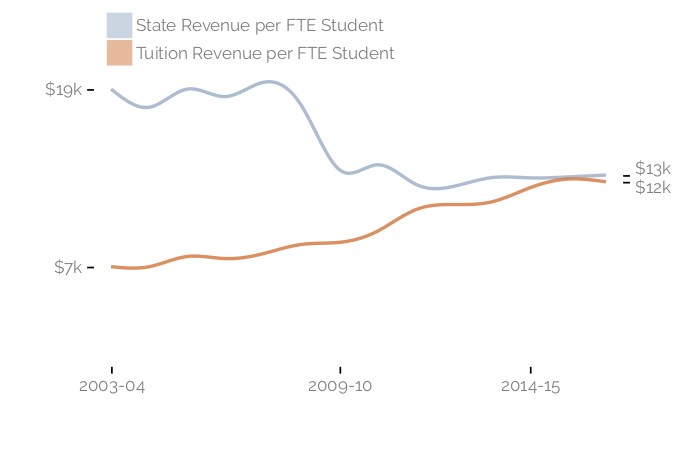 State Revenue per FTE Student
Tuition Revenue per FTE Student
$19k
$13k
$12k
$7k
2003-04 2009-10 2014-15